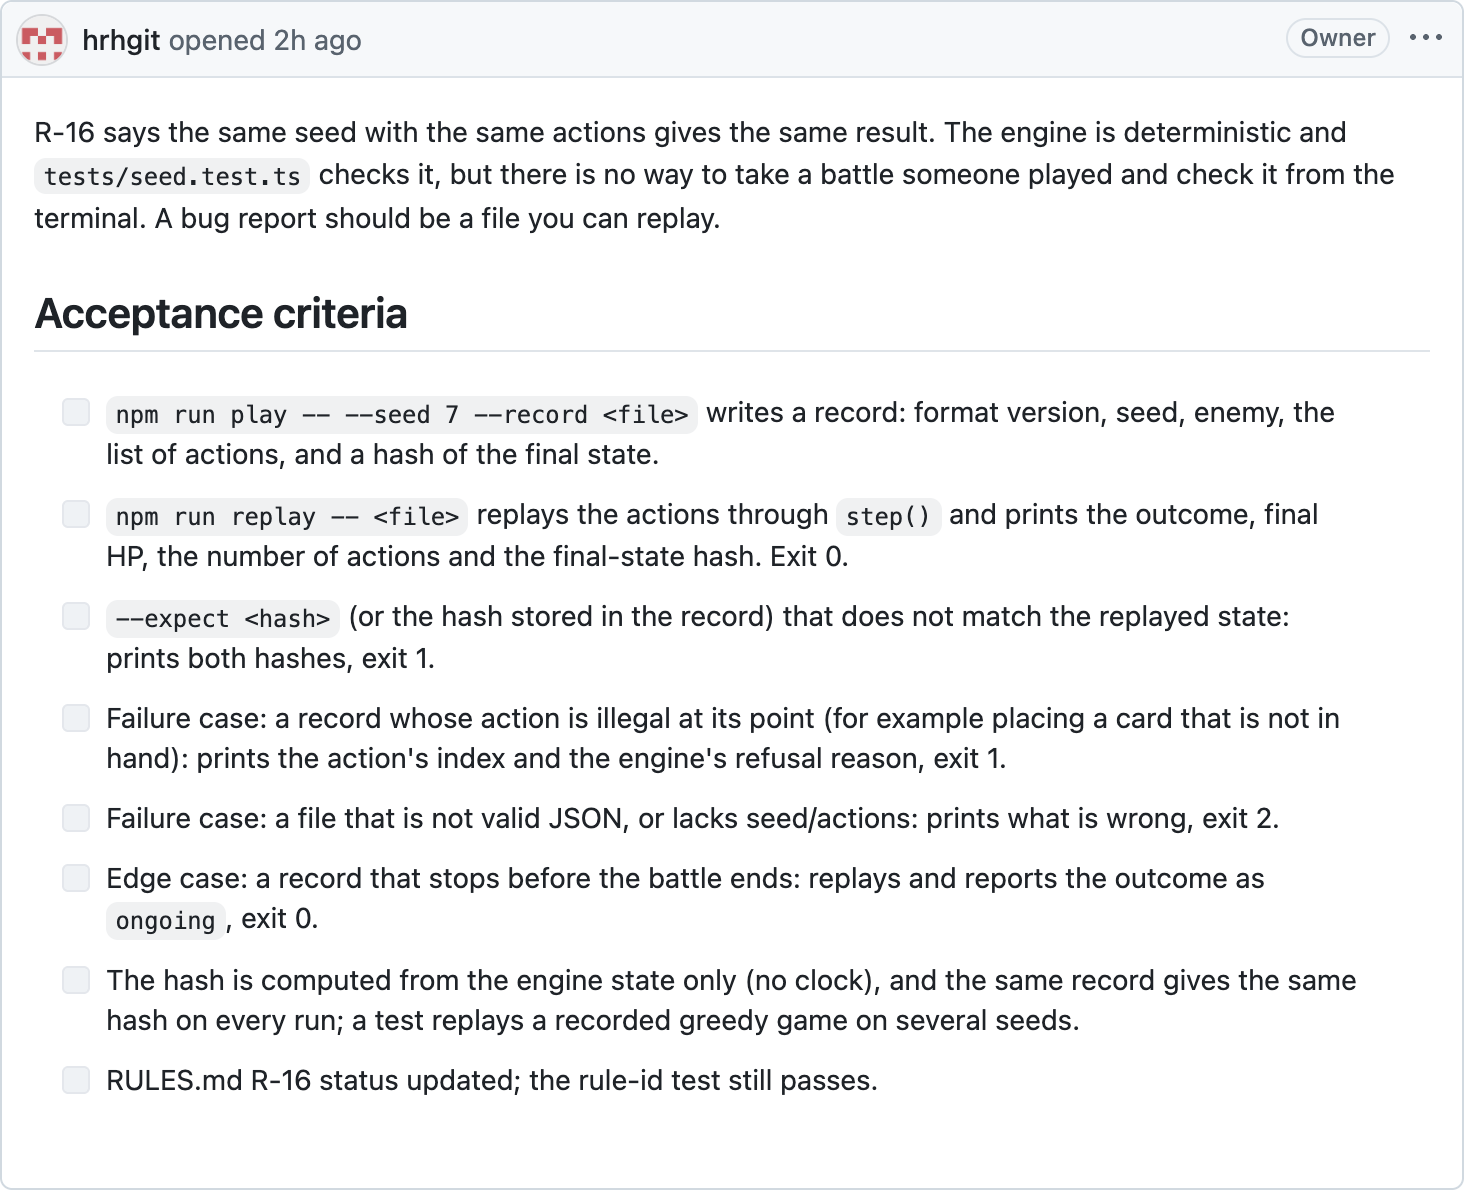 hrhgit opened 2h ago
Owner
R-16 says the same seed with the same actions gives the same result. The engine is deterministic and
tests/seed.test.ts checks it, but there is no way to take a battle someone played and check it from the
terminal. A bug report should be a file you can replay.
Acceptance criteria
npm run play -- --seed 7 --record <file> writes a record: format version, seed, enemy, the
list of actions, and a hash of the final state.
npm run replay -- <file> replays the actions through step() and prints the outcome, final
HP, the number of actions and the final-state hash. Exit 0.
--expect <hash> (or the hash stored in the record) that does not match the replayed state:
prints both hashes, exit 1.
Failure case: a record whose action is illegal at its point (for example placing a card that is not in
hand): prints the action's index and the engine's refusal reason, exit 1.
Failure case: a file that is not valid JSON, or lacks seed/actions: prints what is wrong, exit 2.
Edge case: a record that stops before the battle ends: replays and reports the outcome as
ongoing, exit 0.
The hash is computed from the engine state only (no clock), and the same record gives the same
hash on every run; a test replays a recorded greedy game on several seeds.
RULES.md R-16 status updated; the rule-id test still passes.